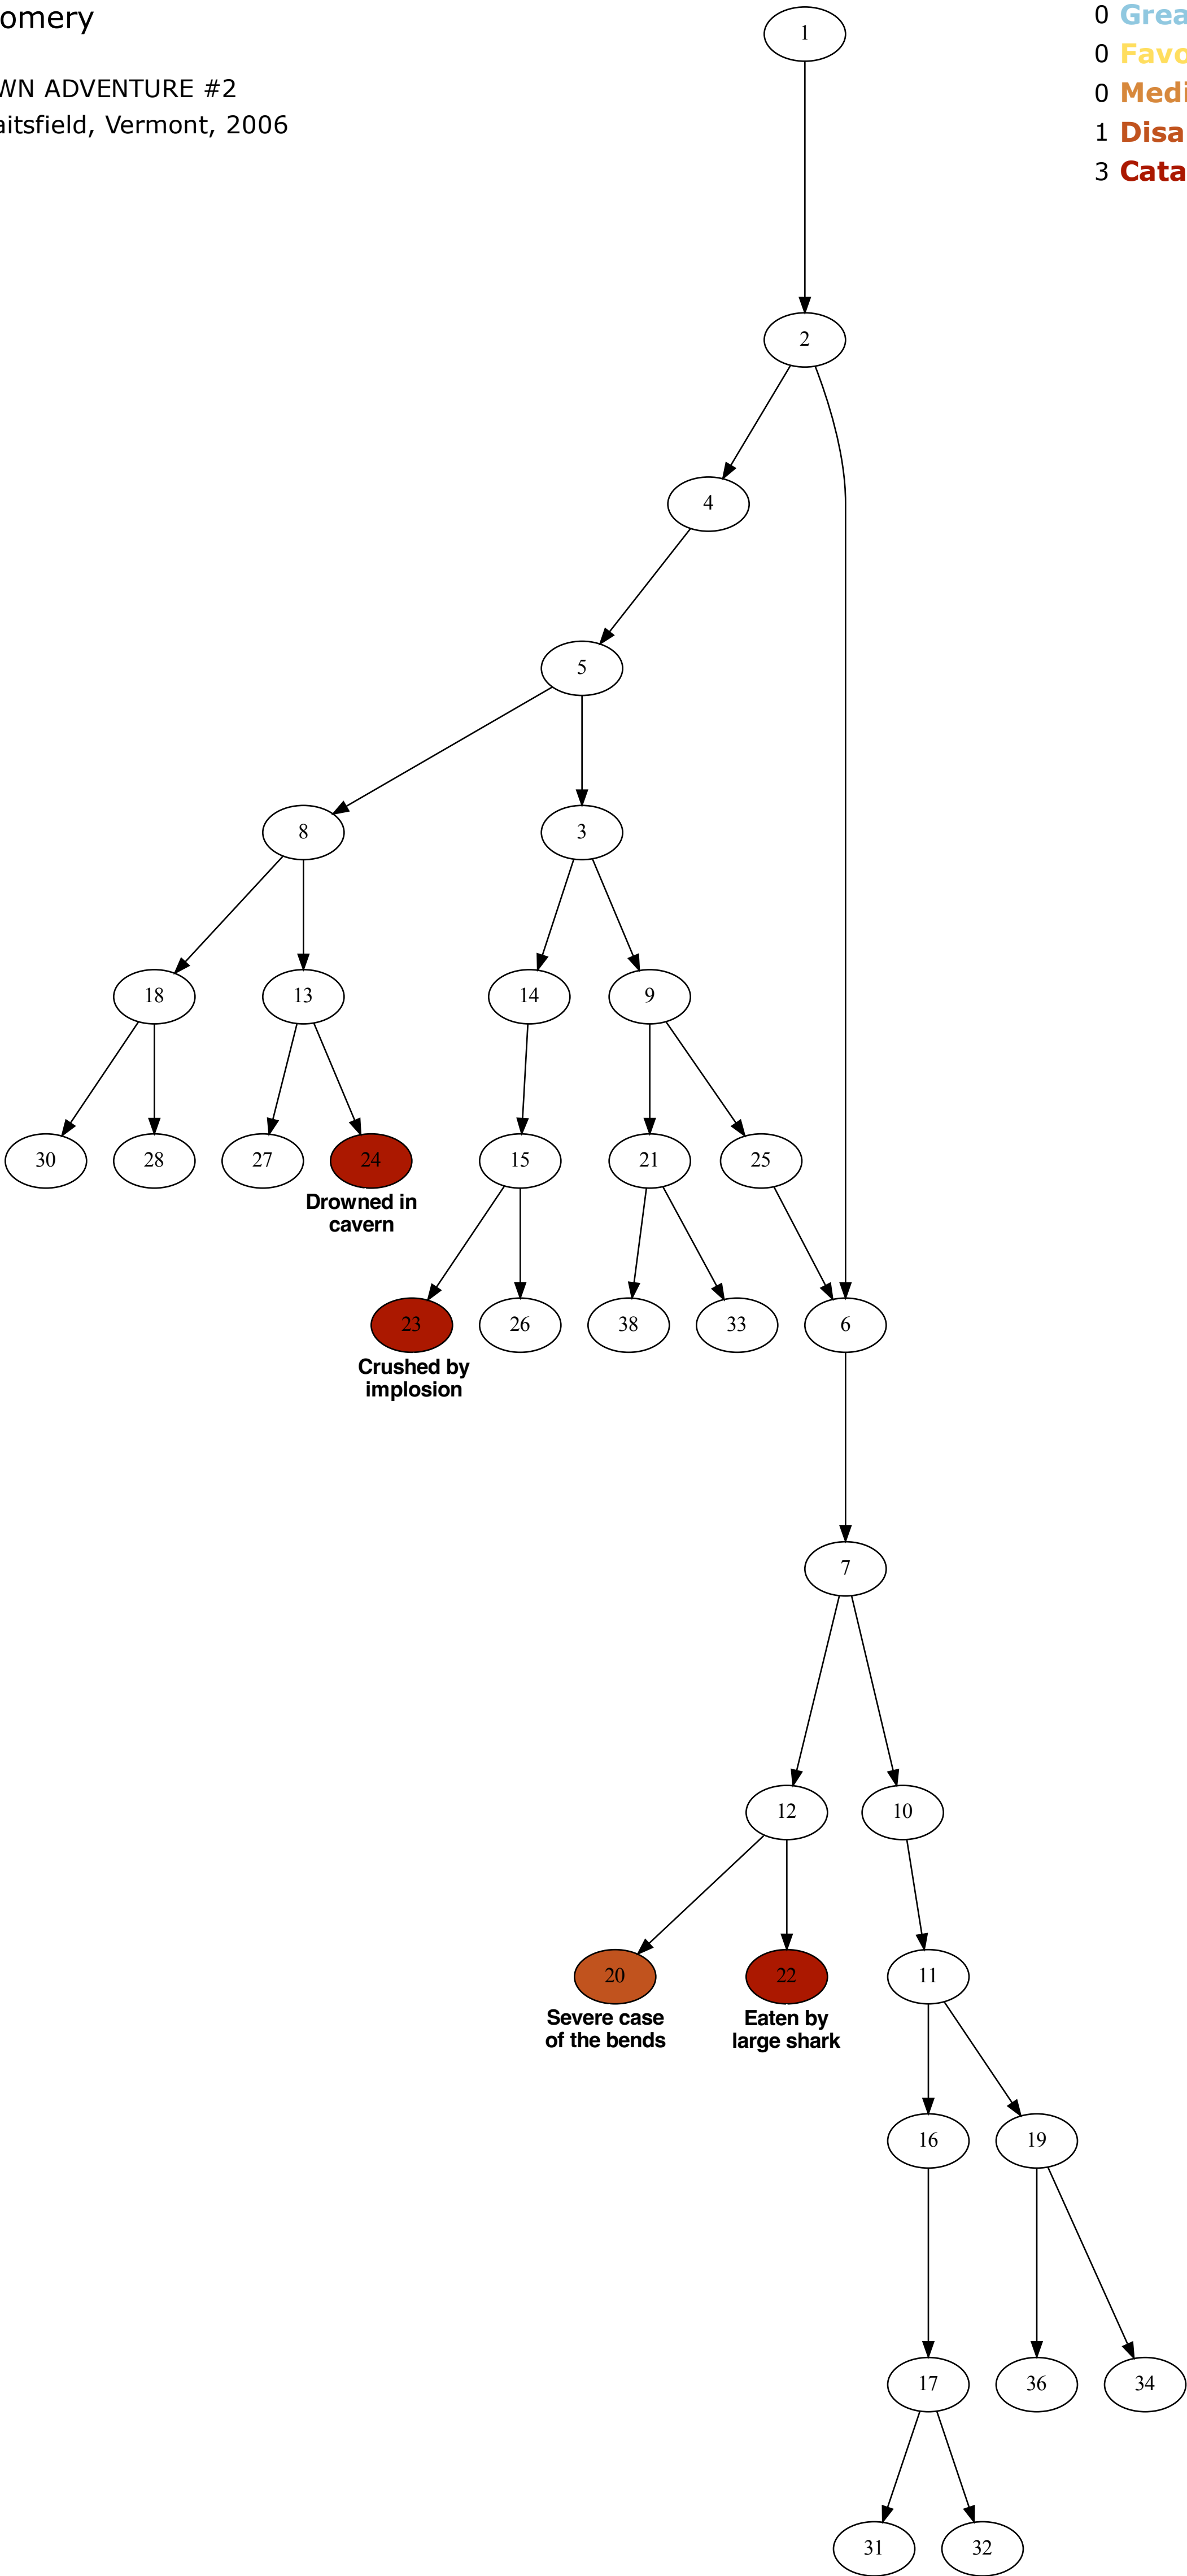 omery
WN ADVENTURE #2
aitsfield, Vermont, 2006
0 Grea
0 Favo
0 Medi
1 Disa
3 Cata
1
2
4
5
8
3
18
13
14
9
30
28
27
24
15
21
25
Drowned in
cavern
23
26
38
33
6
Crushed by
implosion
7
12
10
20
22
11
Severe case
of the bends
Eaten by
large shark
16
19
17
36
34
31
32